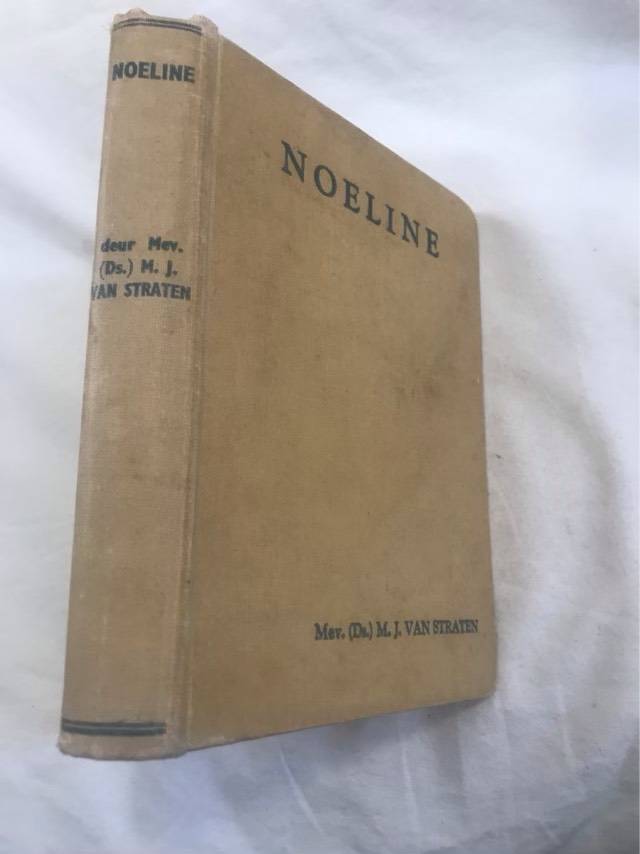 NOELINE
deur Mev.
(Ds.) M. J.
VAN STRATEN
NOELINE
Mev. (Ds.) M. J. VAN STRATEN